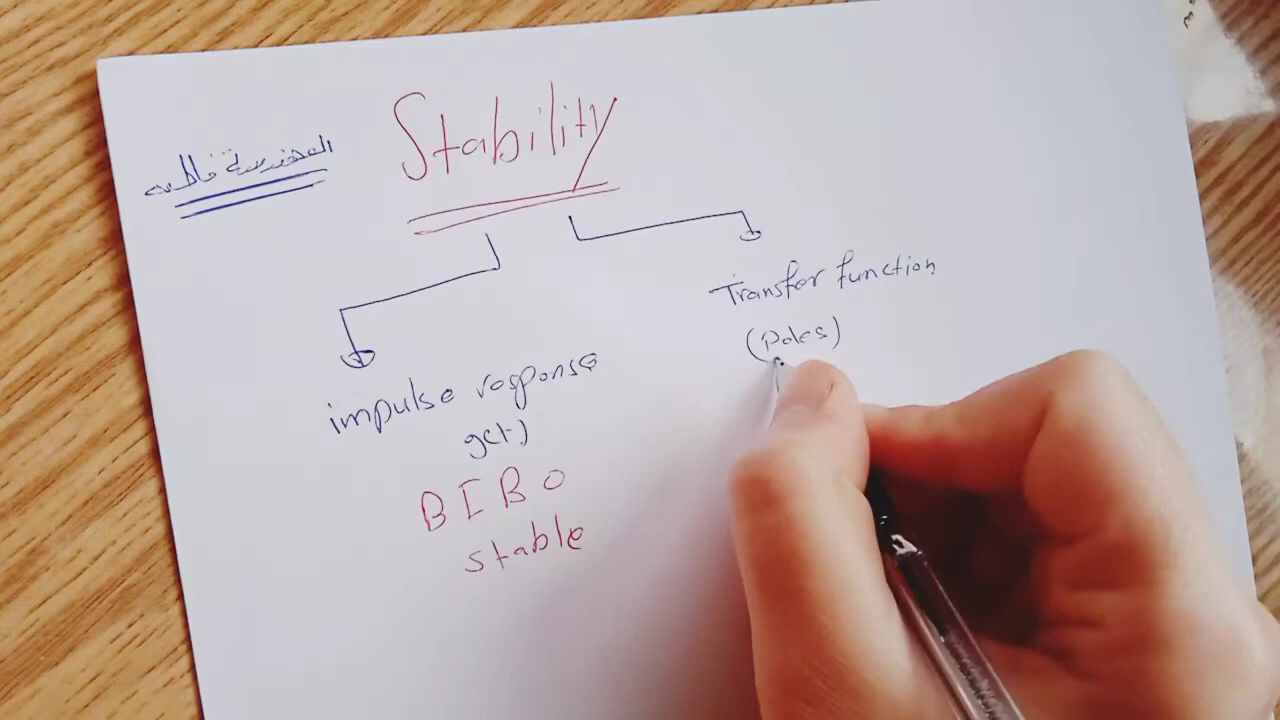 Stability
المهندسة فاطمه
Transfer function
(Poles)
impulse response
g(t)
BIBO
stable